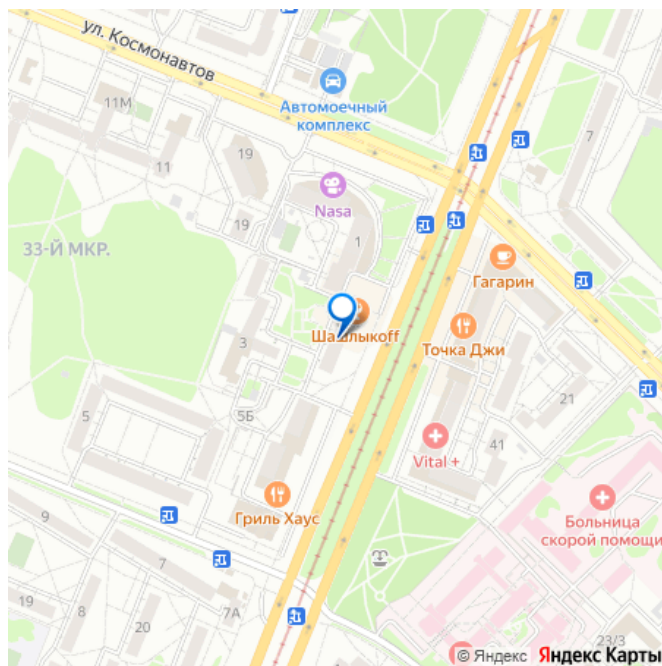 ул. Космонавтов
11М
Автомоечный
комплекс
7
19
11
Nasa
19
1
33-Й МКР.
Гагарин
Шашлыкоff
Точка Джи
3
21
5
5Б
41
Vital +
Гриль Хаус
Больница
скорой помощи
9
7
19
8
7А
20
23/3
© Яндекс Яндекс Карты